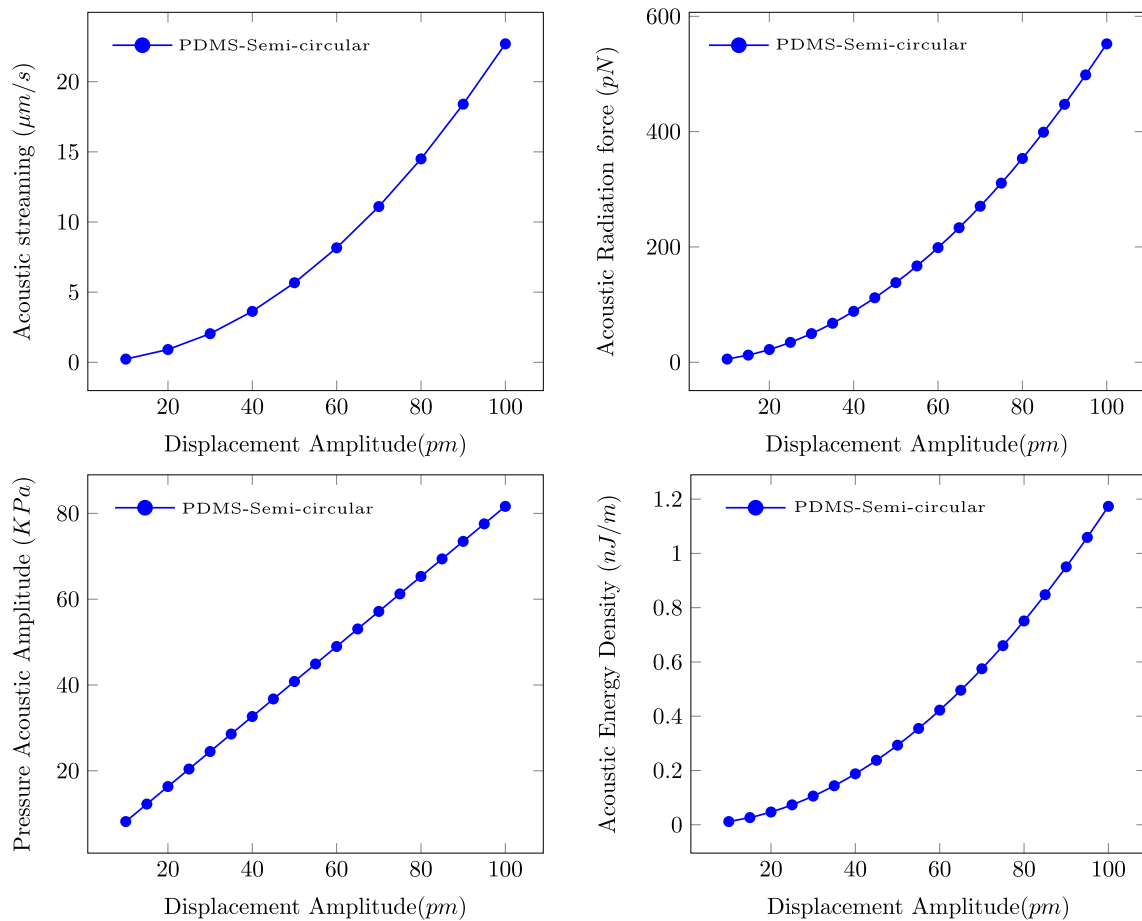 PDMS-Semi-circular
Acoustic streaming (μm/s)
20
15
10
5
0
20 40 60 80 100
Displacement Amplitude(pm)
PDMS-Semi-circular
Acoustic Radiation force (pN)
600
400
200
0
20 40 60 80 100
Displacement Amplitude(pm)
PDMS-Semi-circular
Pressure Acoustic Amplitude (KPa)
80
60
40
20
20 40 60 80 100
Displacement Amplitude(pm)
PDMS-Semi-circular
Acoustic Energy Density (nJ/m)
1.2
1
0.8
0.6
0.4
0.2
0
20 40 60 80 100
Displacement Amplitude(pm)